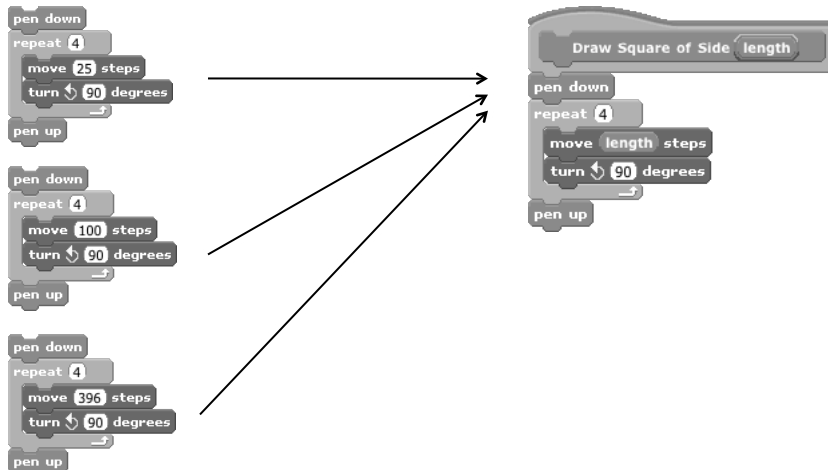 pen down
repeat 4
move 25 steps
turn 90 degrees
pen up
pen down
repeat 4
move 100 steps
turn 90 degrees
pen up
pen down
repeat 4
move 396 steps
turn 90 degrees
pen up
Draw Square of Side length
pen down
repeat 4
move length steps
turn 90 degrees
pen up